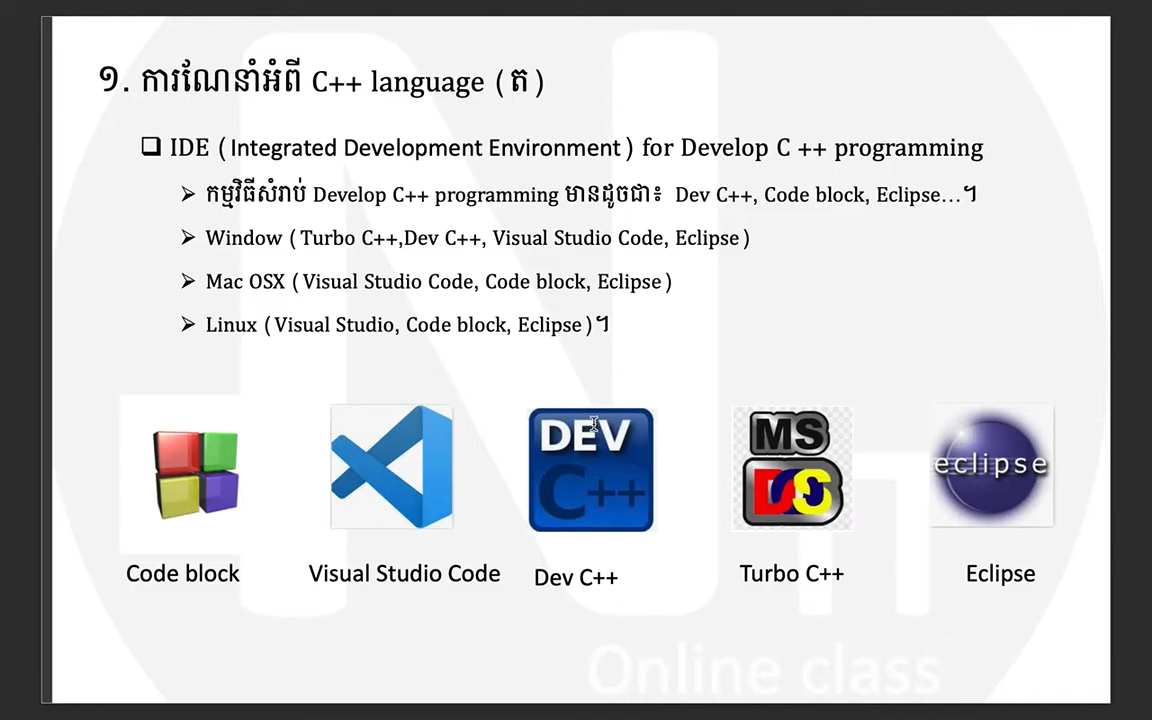 ១. ការណែនាំអំពី C++ language (ត)
IDE (Integrated Development Environment) for Develop C ++ programming
កម្មវិធីសំរាប់ Develop C++ programming មានដូចជា៖ Dev C++, Code block, Eclipse...។
Window (Turbo C++,Dev C++, Visual Studio Code, Eclipse)
Mac OSX (Visual Studio Code, Code block, Eclipse)
Linux (Visual Studio, Code block, Eclipse)។
DEV
C++
MS
DOS
eclipse
Code block
Visual Studio Code
Dev C++
Turbo C++
Eclipse
Online class